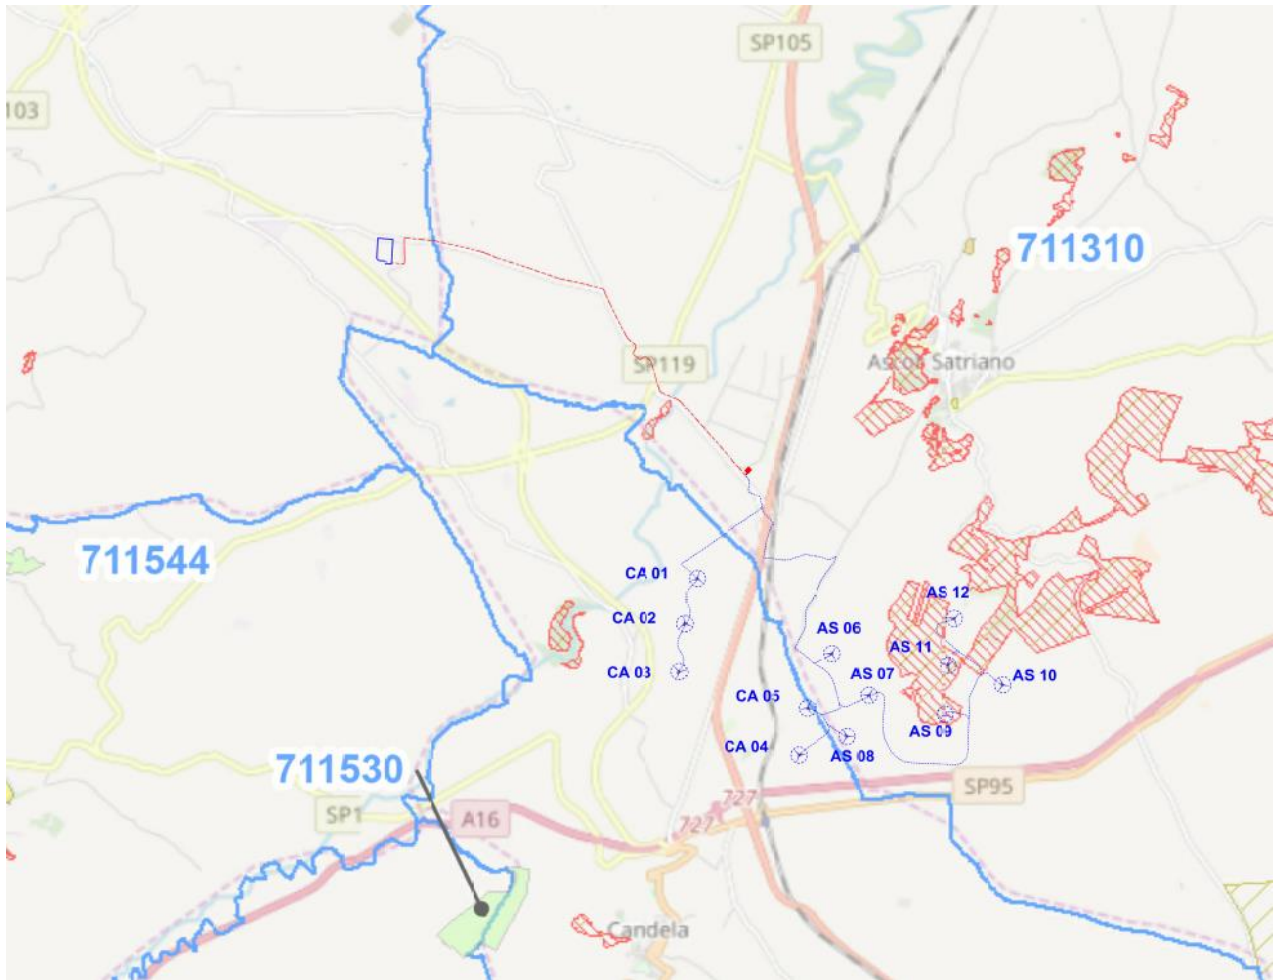 SP105
103
711310
SP119
Ascoli Satriano
711544
CA 01
AS 12
CA 02
AS 06
AS 11
CA 03
AS 07
AS 10
CA 05
AS 09
CA 04
AS 08
711530
SP95
727
SP1
A16
727
Candela